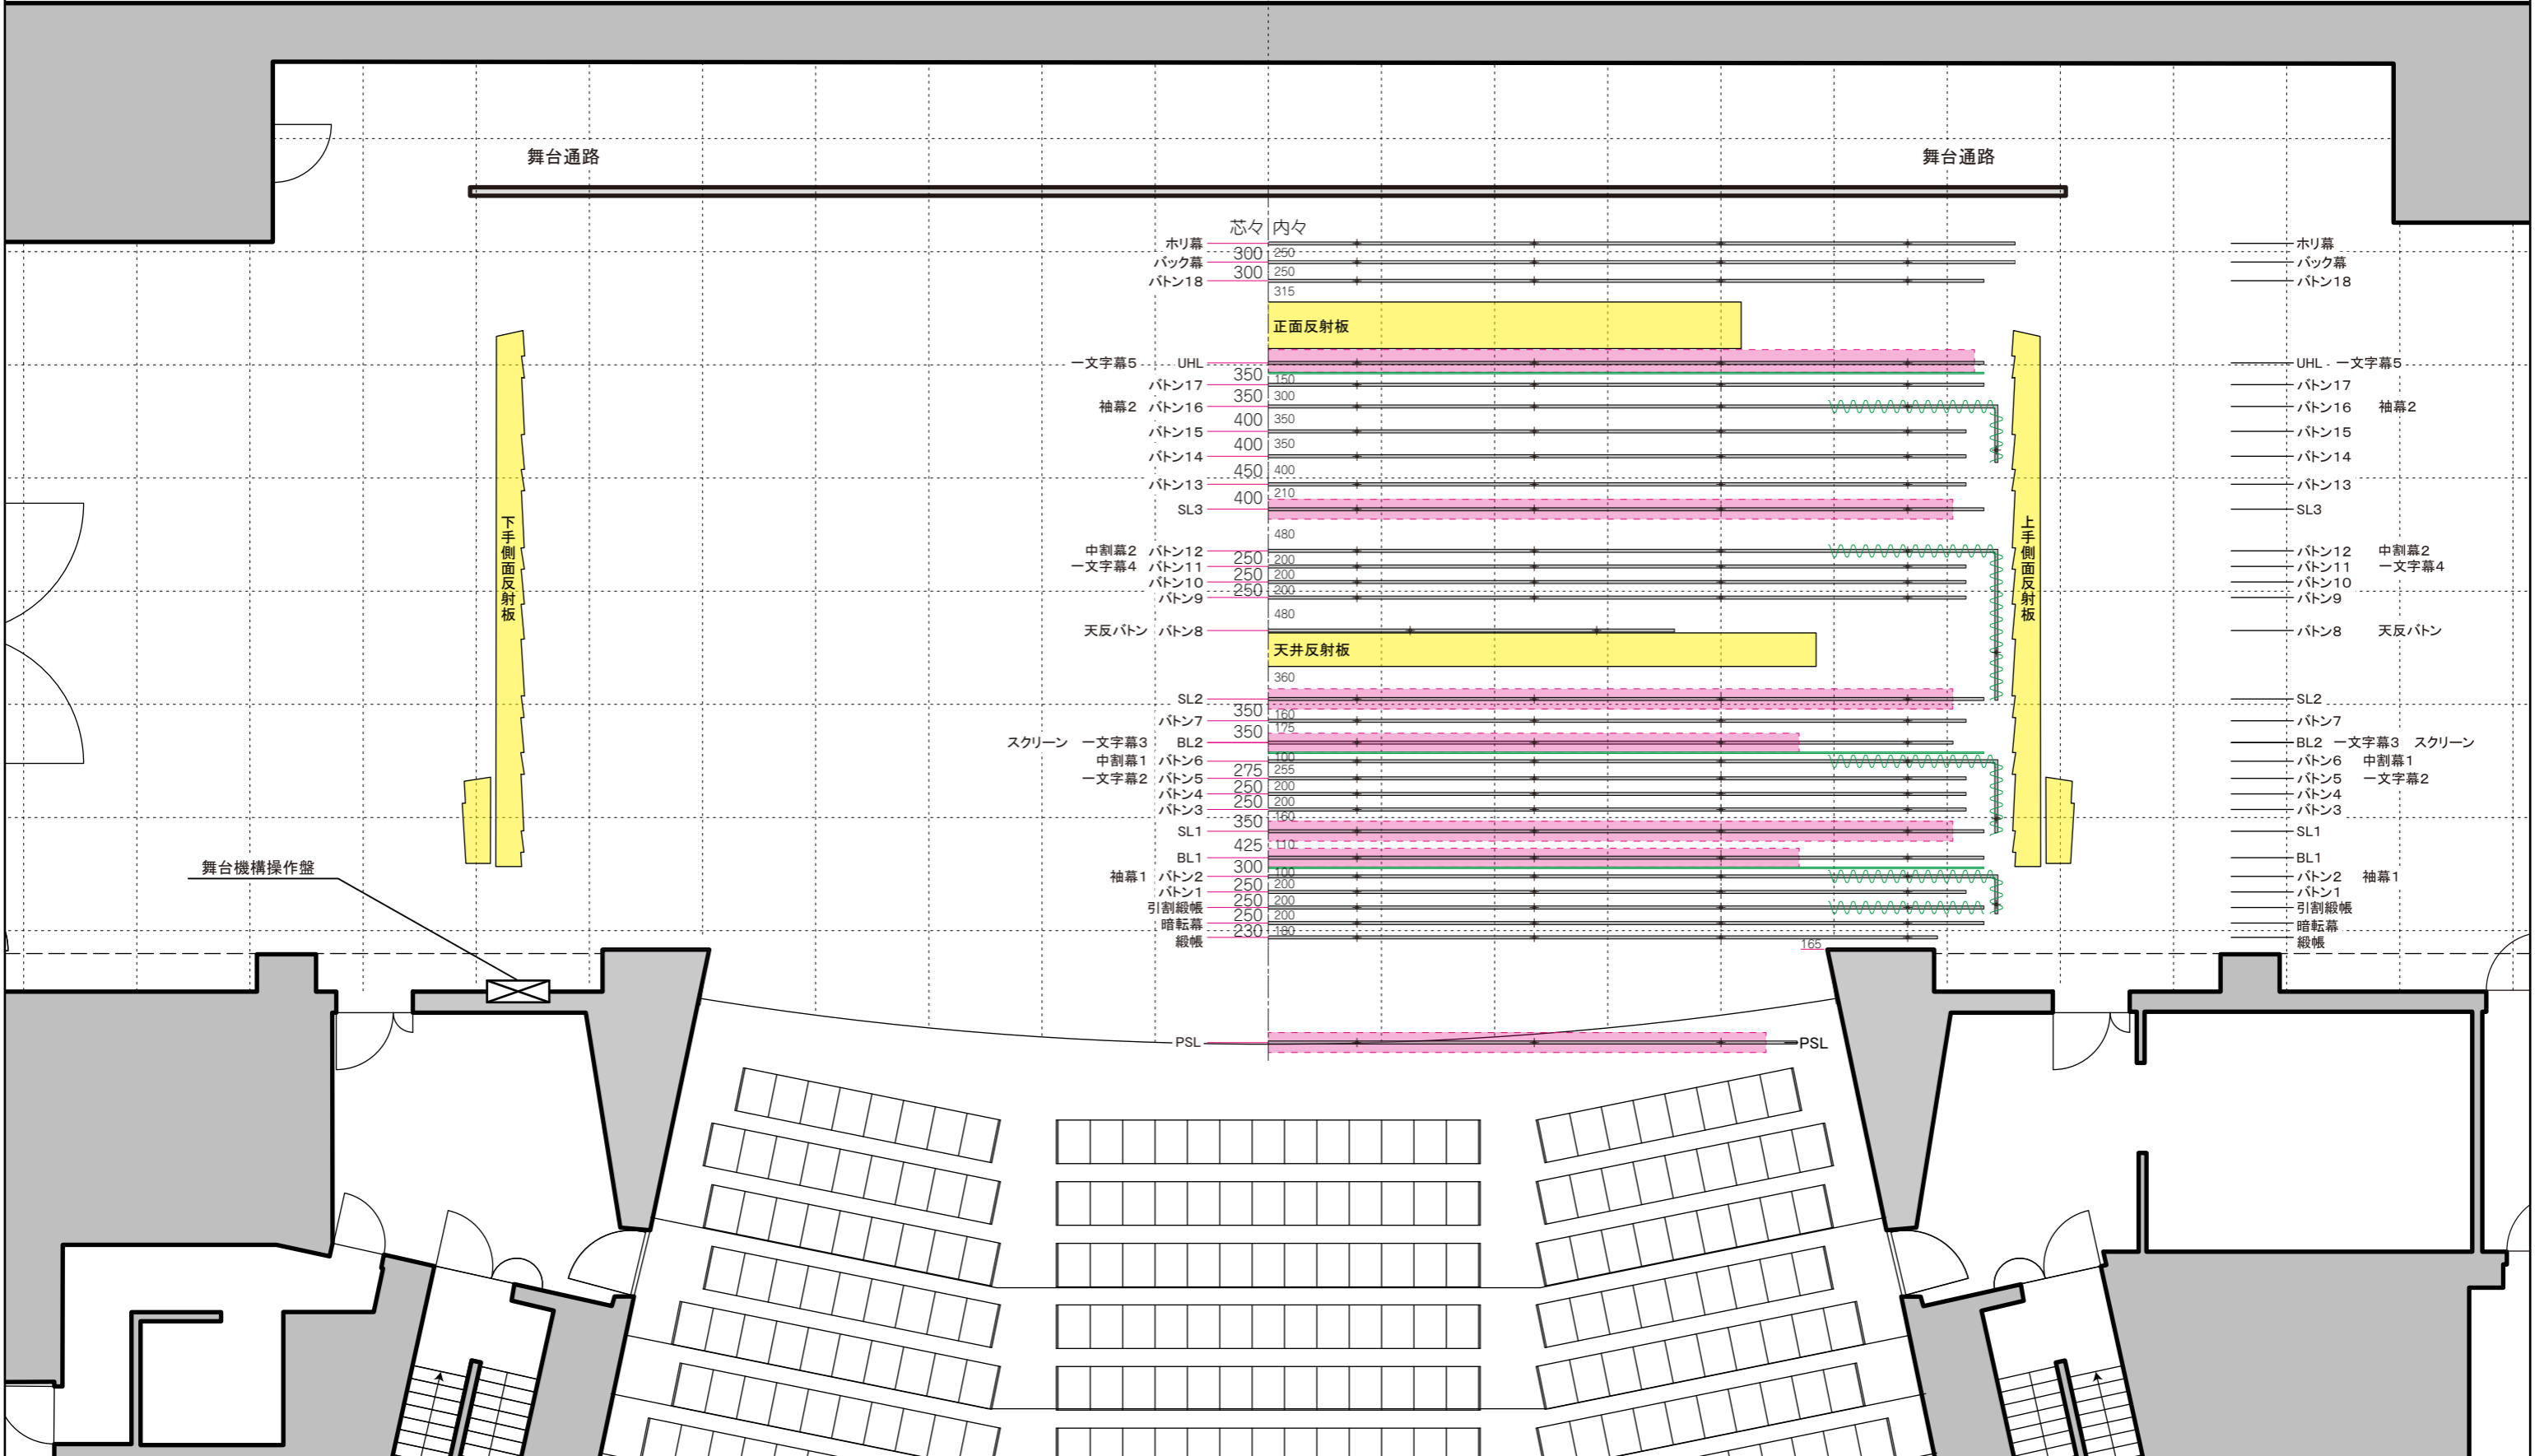 舞台通路 舞台通路
芯々 内々
ホリ幕 ホリ幕
300 250
バック幕 バック幕
300 250
バトン18 バトン18
315
正面反射板
一文字幕5 UHL UHL 一文字幕5
350 150
バトン17 バトン17
350 300
袖幕2 バトン16 バトン16 袖幕2
400 350
バトン15 バトン15
400 350
バトン14 バトン14
450 400
バトン13 バトン13
400 210
SL3 SL3
下手側面反射板
上手側面反射板
480
中割幕2 バトン12 バトン12 中割幕2
250 200
一文字幕4 バトン11 バトン11 一文字幕4
250 200
バトン10 バトン10
250 200
バトン9 バトン9
480
天反バトン バトン8 バトン8 天反バトン
天井反射板
360
SL2 SL2
350 160
バトン7 バトン7
350 175
スクリーン 一文字幕3 BL2 BL2 一文字幕3 スクリーン
100
中割幕1 バトン6 バトン6 中割幕1
275 255
一文字幕2 バトン5 バトン5 一文字幕2
250 200
バトン4 バトン4
250 200
バトン3 バトン3
350 160
SL1 SL1
425 110
BL1 BL1
300 100
舞台機構操作盤
袖幕1 バトン2 バトン2 袖幕1
250 200
バトン1 バトン1
250 200
引割緞帳 引割緞帳
250 200
暗転幕 暗転幕
230 180
緞帳 緞帳
165
PSL PSL